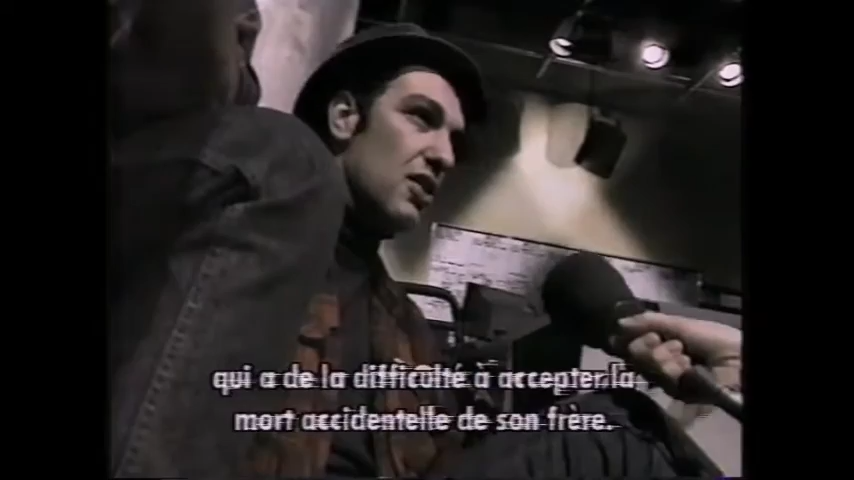 qui a de la difficulté à accepter la
mort accidentelle de son frère.